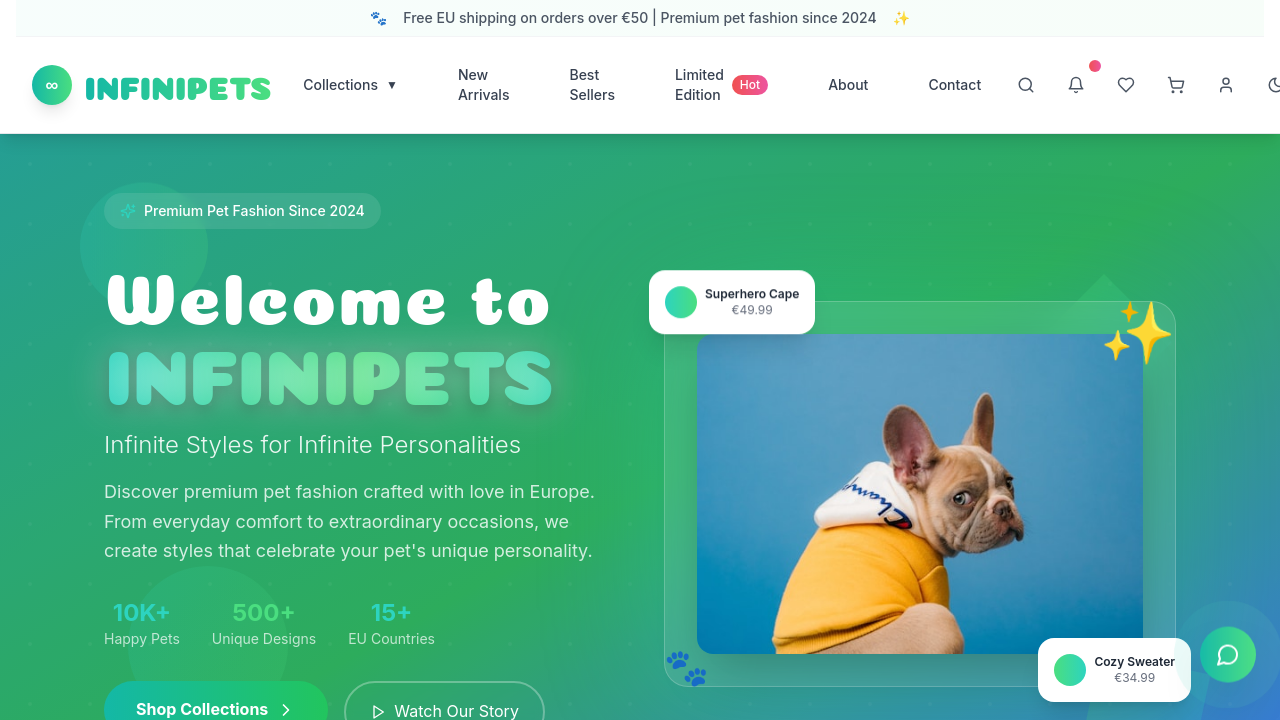 Free EU shipping on orders over €50 | Premium pet fashion since 2024
∞ INFINIPETS
Collections ▼
New
Arrivals
Best
Sellers
Limited
Edition
Hot
About
Contact
Premium Pet Fashion Since 2024
Welcome to
INFINIPETS
Infinite Styles for Infinite Personalities
Discover premium pet fashion crafted with love in Europe.
From everyday comfort to extraordinary occasions, we
create styles that celebrate your pet's unique personality.
10K+
Happy Pets
500+
Unique Designs
15+
EU Countries
Shop Collections
Watch Our Story
Superhero Cape
€49.99
Champion
Cozy Sweater
€34.99